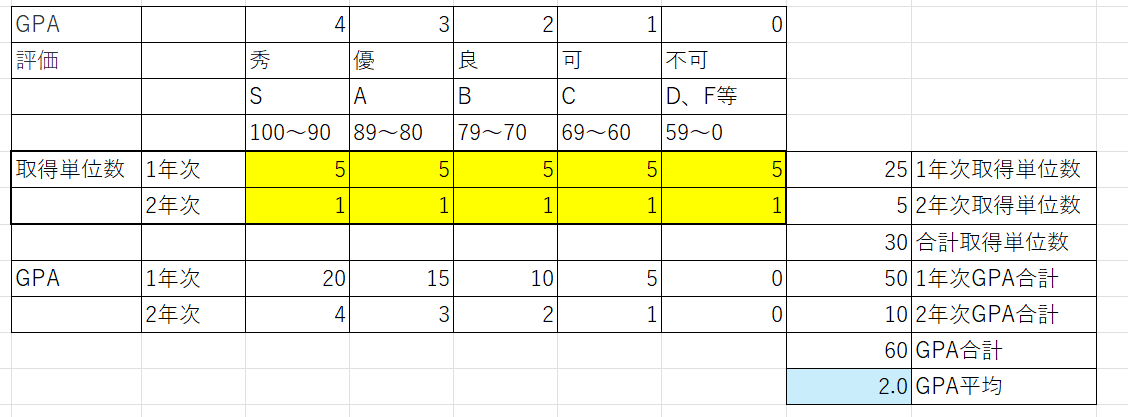 GPA 4 3 2 1 0
評価 秀 優 良 可 不可
S A B C D、F等
100～90 89～80 79～70 69～60 59～0
取得単位数 1年次 5 5 5 5 5 25 1年次取得単位数
2年次 1 1 1 1 1 5 2年次取得単位数
30 合計取得単位数
GPA 1年次 20 15 10 5 0 50 1年次GPA合計
2年次 4 3 2 1 0 10 2年次GPA合計
60 GPA合計
2.0 GPA平均